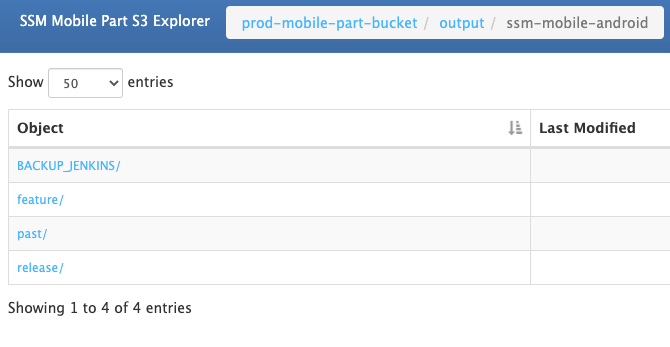 SSM Mobile Part S3 Explorer prod-mobile-part-bucket / output / ssm-mobile-android
Show 50 entries
Object Last Modified
BACKUP_JENKINS/
feature/
past/
release/
Showing 1 to 4 of 4 entries